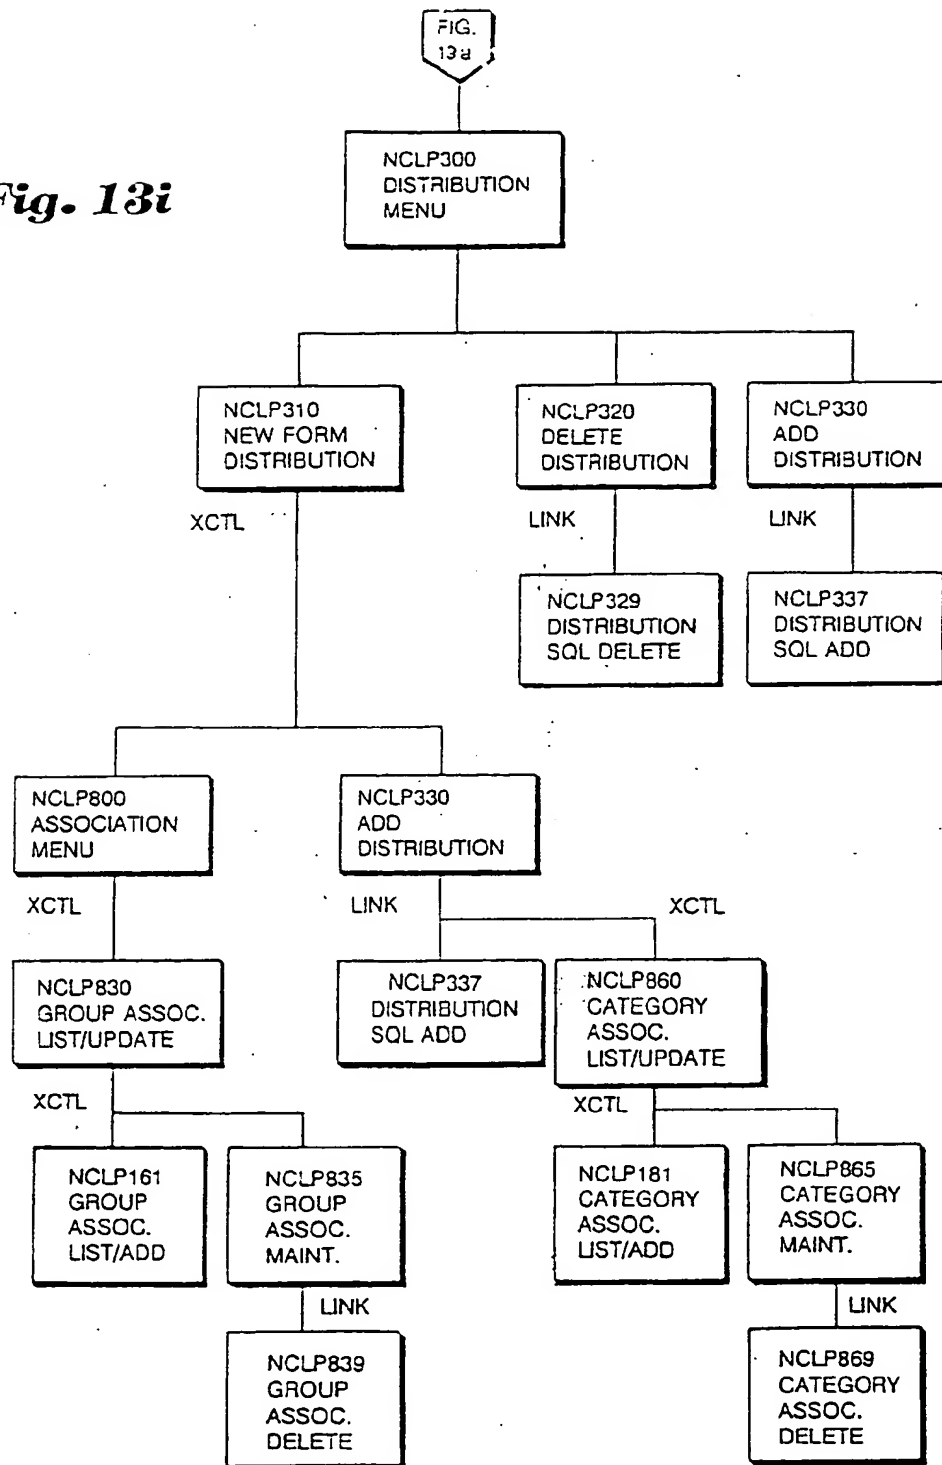 FIG.
13a
Fig. 13i
NCLP300
DISTRIBUTION
MENU
NCLP310
NEW FORM
DISTRIBUTION
NCLP320
DELETE
DISTRIBUTION
NCLP330
ADD
DISTRIBUTION
XCTL
LINK
LINK
NCLP329
DISTRIBUTION
SQL DELETE
NCLP337
DISTRIBUTION
SQL ADD
NCLP800
ASSOCIATION
MENU
NCLP330
ADD
DISTRIBUTION
XCTL
LINK
XCTL
NCLP830
GROUP ASSOC.
LIST/UPDATE
NCLP337
DISTRIBUTION
SQL ADD
NCLP860
CATEGORY
ASSOC.
LIST/UPDATE
XCTL
XCTL
NCLP161
GROUP
ASSOC.
LIST/ADD
NCLP835
GROUP
ASSOC.
MAINT.
NCLP181
CATEGORY
ASSOC.
LIST/ADD
NCLP865
CATEGORY
ASSOC.
MAINT.
LINK
LINK
NCLP839
GROUP
ASSOC.
DELETE
NCLP869
CATEGORY
ASSOC.
DELETE